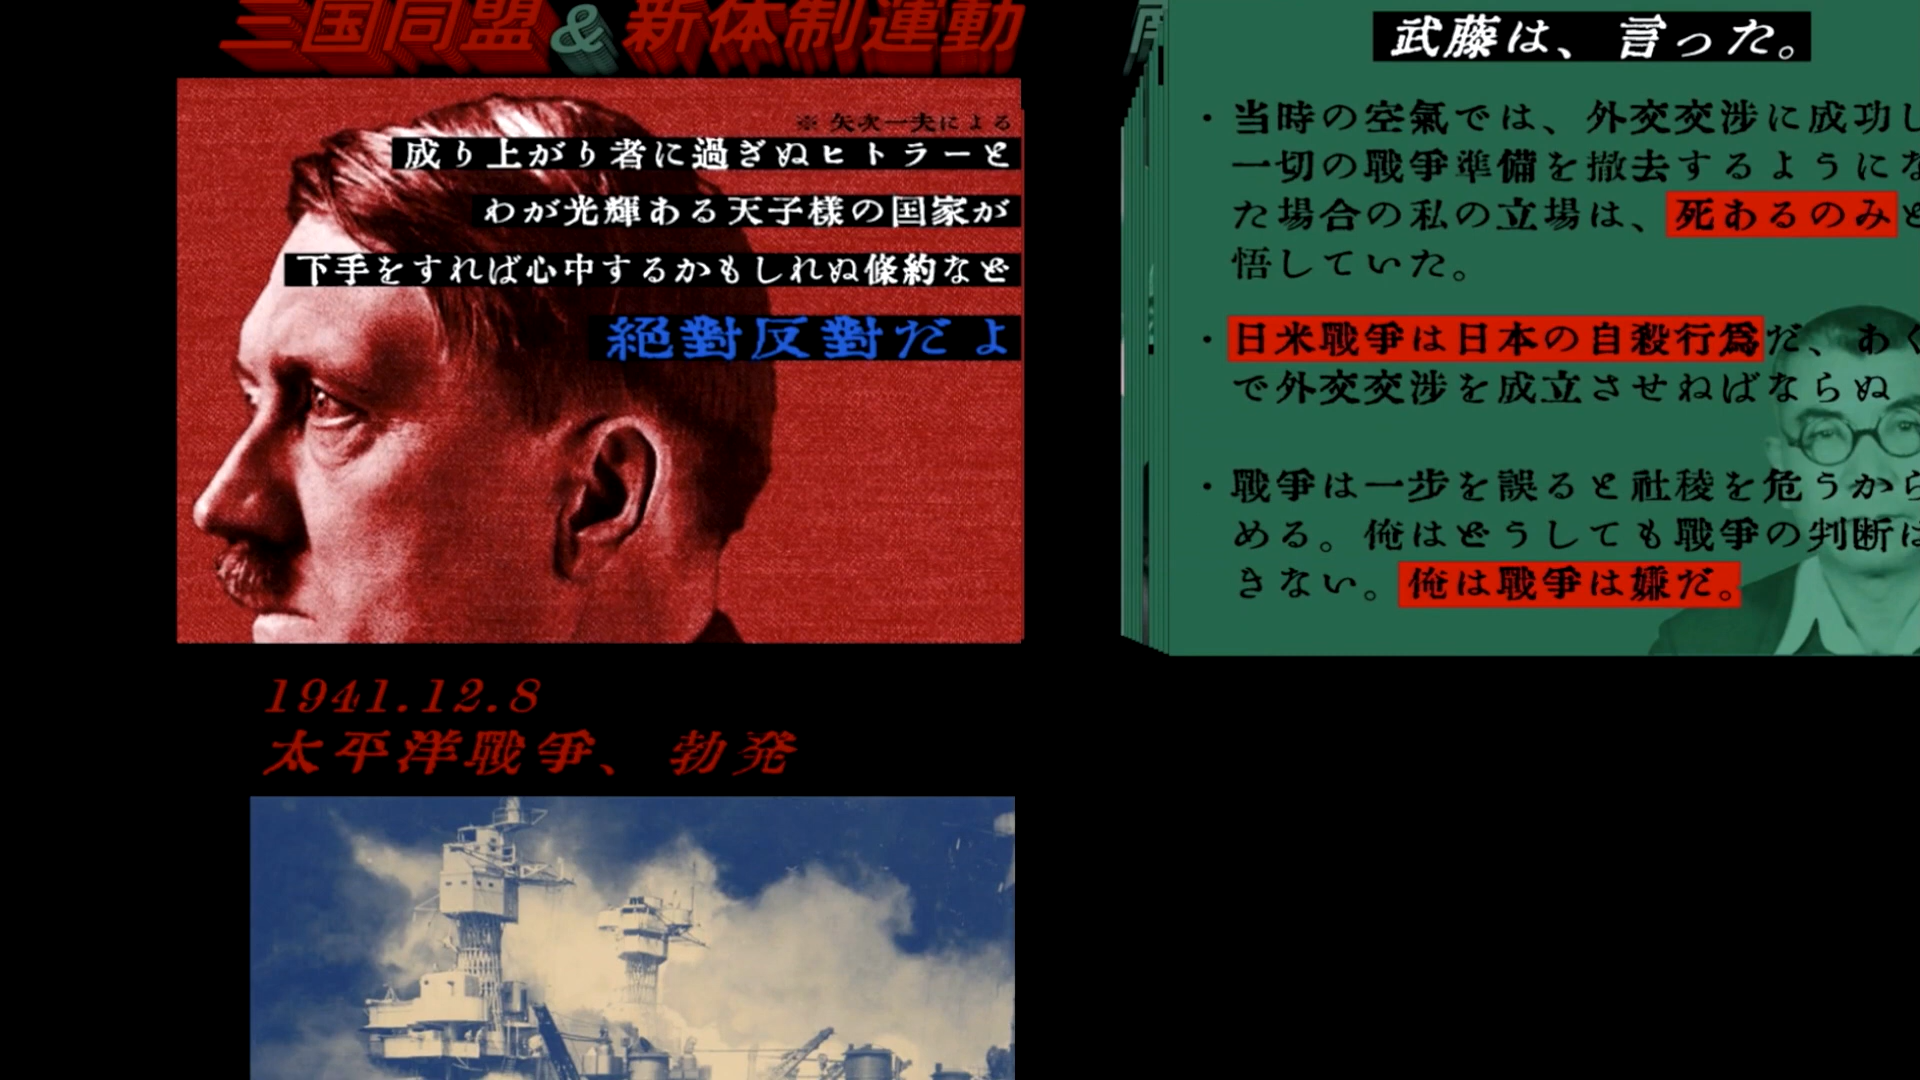 三国同盟&新体制運動
※ 矢次一夫による
成り上がり者に過ぎぬヒトラーと
わが光輝ある天子様の国家が
下手をすれば心中するかもしれぬ條約など
絶對反對だよ
1941.12.8
太平洋戰爭、勃発
武藤は、言った。
・当時の空氣では、外交交渉に成功し
一切の戰爭準備を撤去するようにな
た場合の私の立場は、死あるのみと
悟していた。
・日米戰爭は日本の自殺行爲だ、あく
で外交交渉を成立させねばならぬ
・戰爭は一步を誤ると社稜を危うから
める。俺はどうしても戰爭の判断は
きない。俺は戰爭は嫌だ。